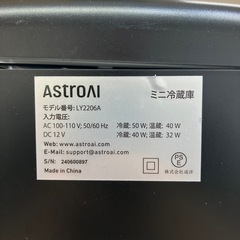 ASTROAI
ミニ冷蔵庫
モデル番号: LY2206A
入力電圧:
AC 100-110 V; 50/60 Hz 冷蔵: 50 W; 温蔵: 40 W
DC 12 V 冷蔵: 40 W; 温蔵: 32 W
Web: www.astroai.com
E-Mail: support@astroai.com
S/N: 240600897
Made in China
PS
E